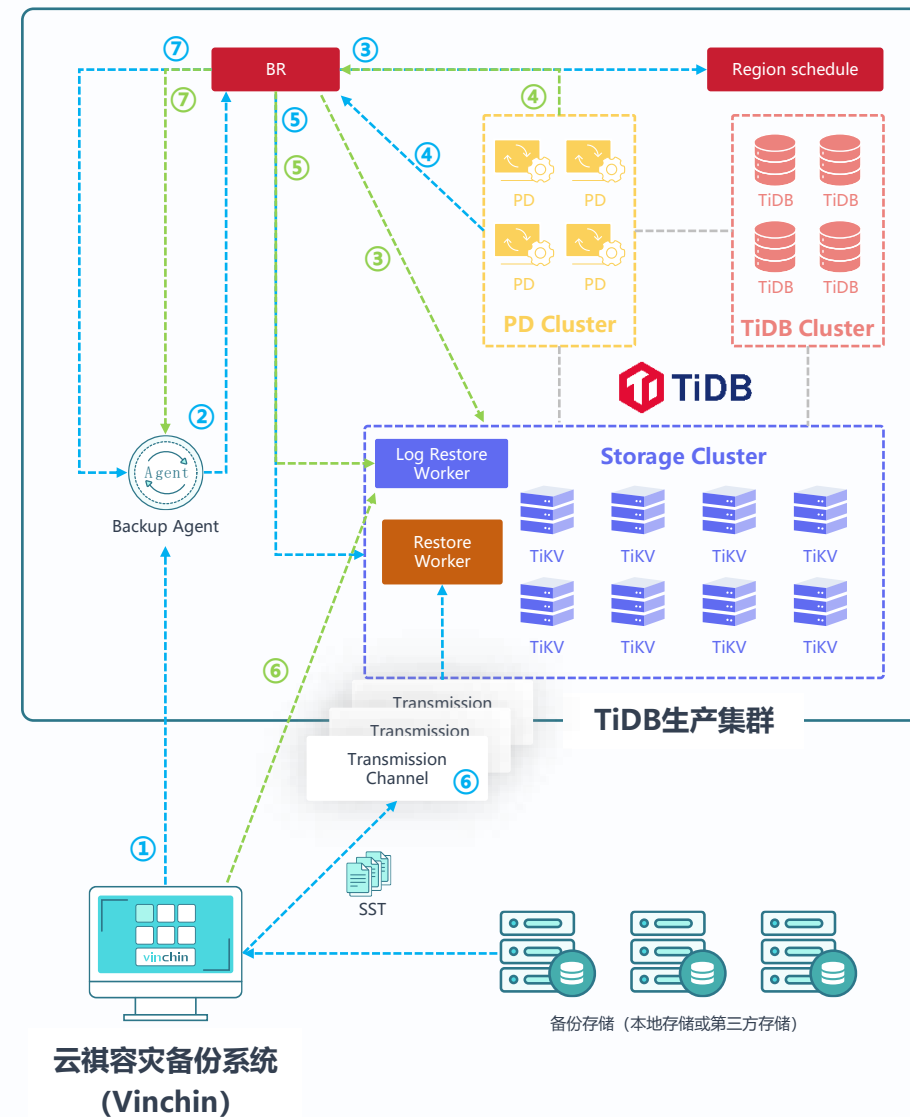 ⑦
③
BR
Region schedule
⑦
④
⑤
④
⑤
PD
PD
TiDB
TiDB
PD
PD
TiDB
TiDB
③
PD Cluster
TiDB Cluster
TiDB
②
Log Restore
Worker
Storage Cluster
Agent
Backup Agent
Restore
Worker
TiKV
TiKV
TiKV
TiKV
TiKV
TiKV
TiKV
TiKV
⑥
Transmission
Transmission
Transmission
Channel
⑥
TiDB生产集群
①
SST
vinchin
备份存储（本地存储或第三方存储）
云祺容灾备份系统
(Vinchin)